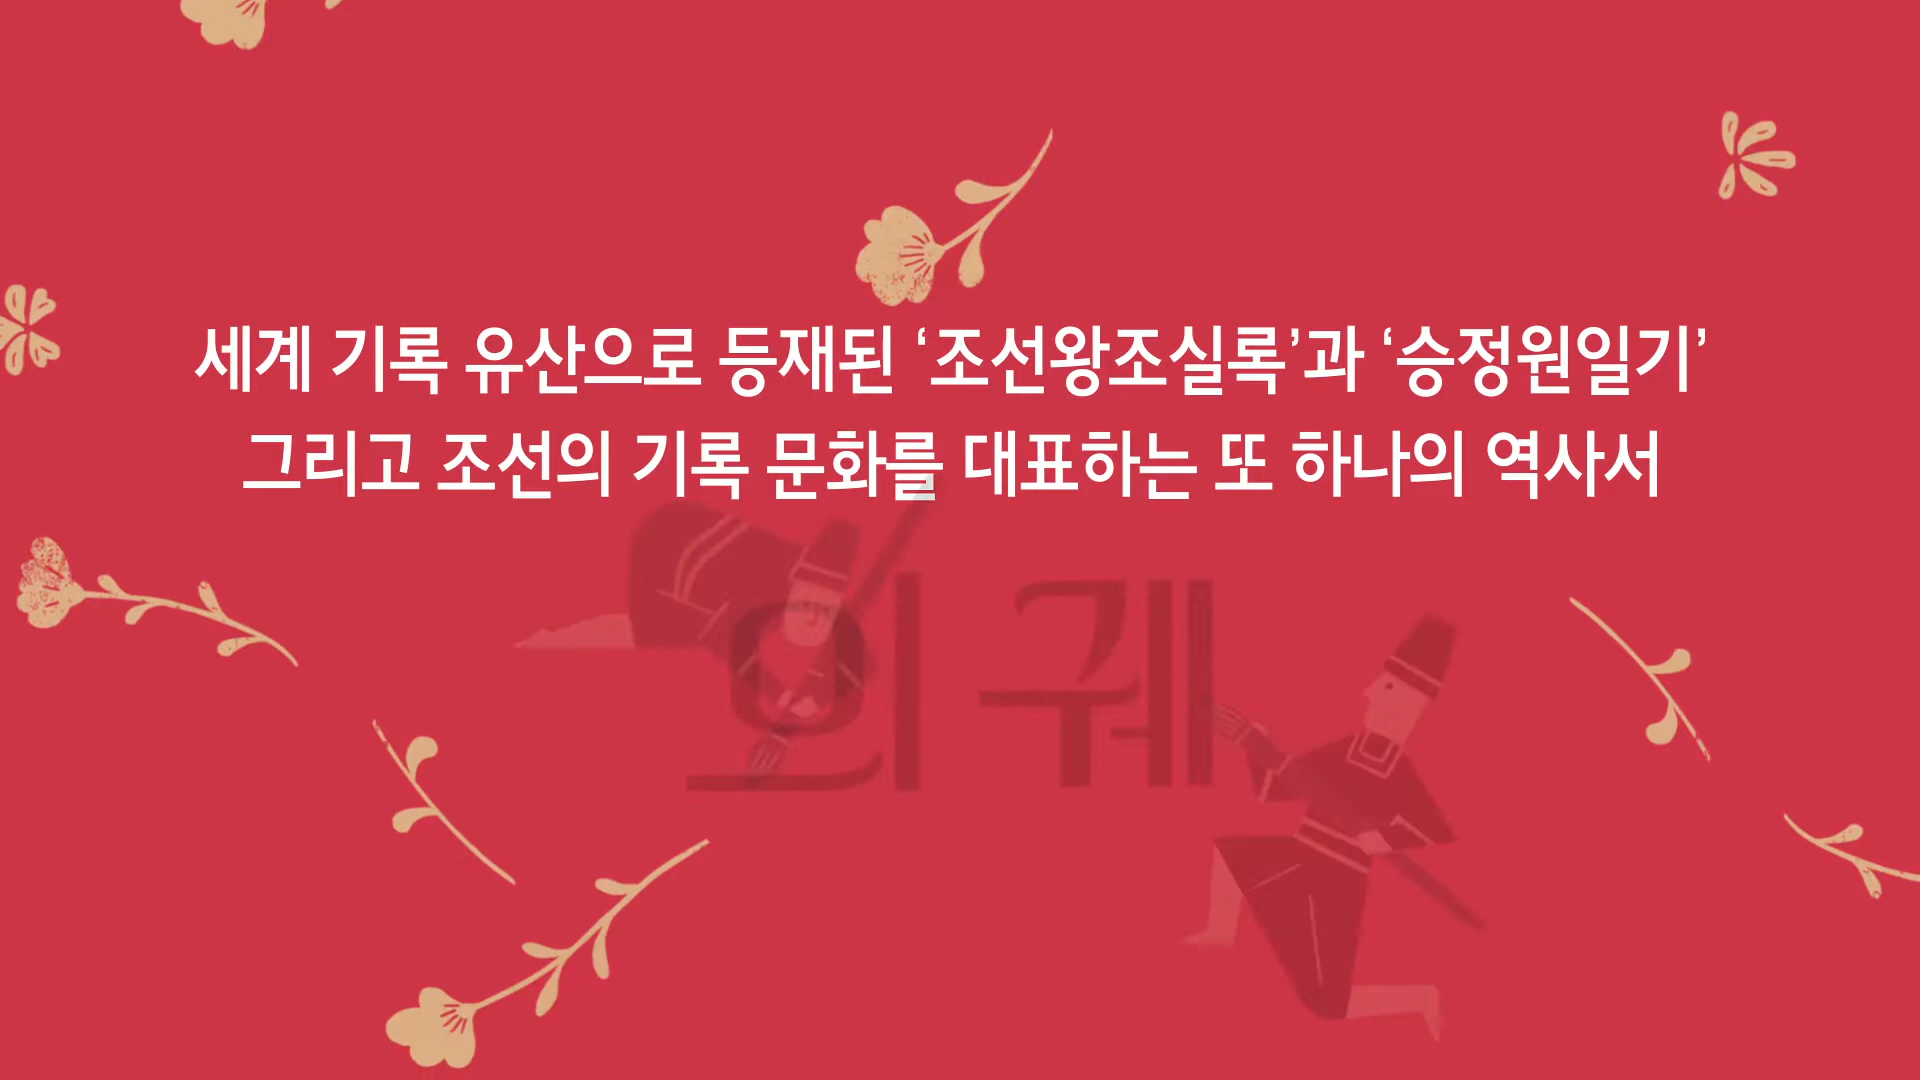 세계 기록 유산으로 등재된 ‘조선왕조실록’과 ‘승정원일기’
그리고 조선의 기록 문화를 대표하는 또 하나의 역사서
의궤